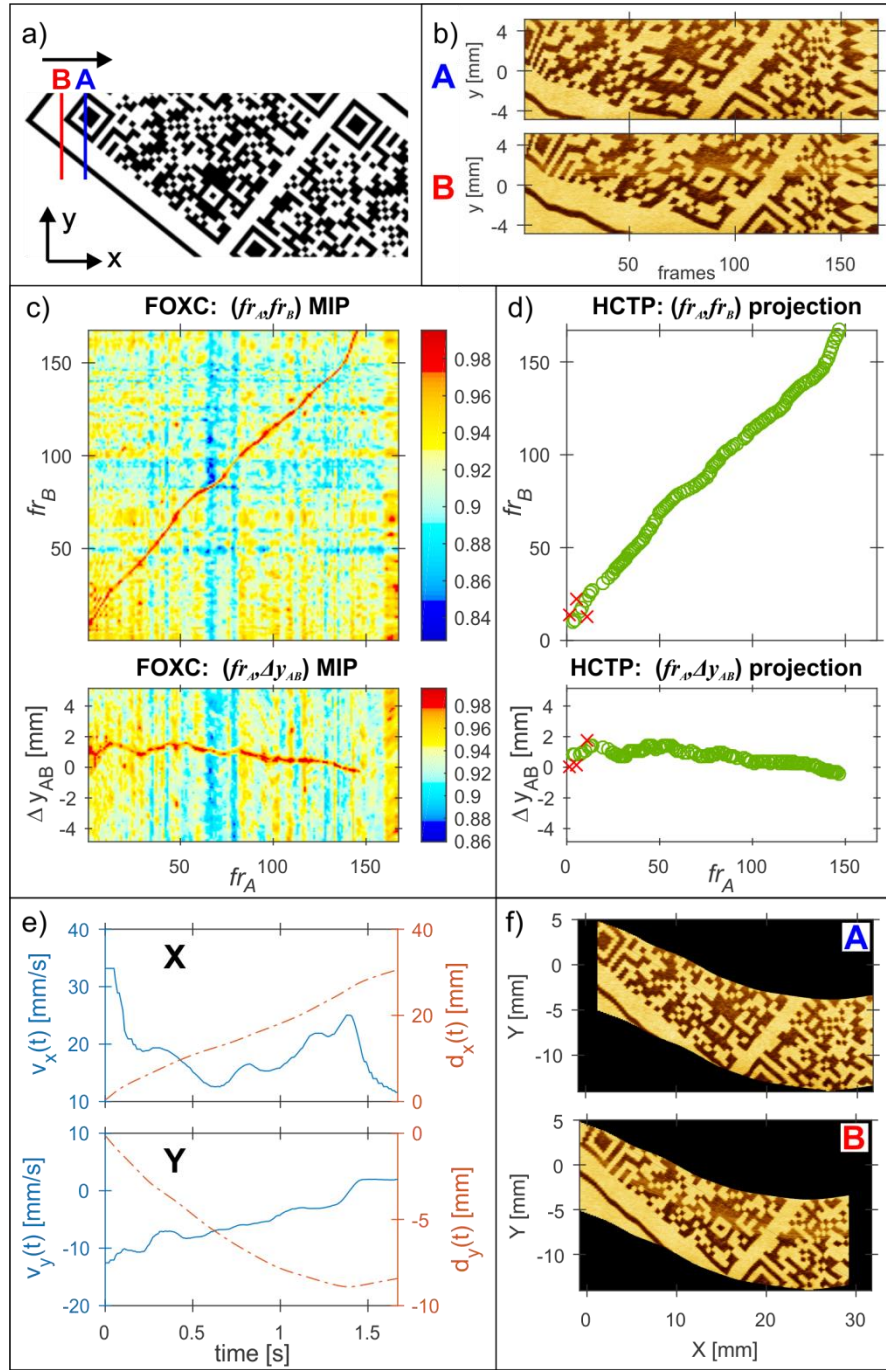 a)
B A
y
x
b)
A
y [mm]
4
0
-4
B
y [mm]
4
0
-4
50 100 150
frames
c)
FOXC: (fr_A,fr_B) MIP
fr_B
150
100
50
50 100 150
0.98
0.96
0.94
0.92
0.9
0.88
0.86
0.84
FOXC: (fr_A,Δy_AB) MIP
Δ y_AB [mm]
4
2
0
-2
-4
50 100 150
fr_A
0.98
0.96
0.94
0.92
0.9
0.88
0.86
d)
HCTP: (fr_A,fr_B) projection
fr_B
150
100
50
0
HCTP: (fr_A,Δy_AB) projection
Δ y_AB [mm]
4
2
0
-2
-4
0 50 100 150
fr_A
e)
X
v_x(t) [mm/s]
40
30
20
10
d_x(t) [mm]
40
20
0
Y
v_y(t) [mm/s]
10
0
-10
-20
d_y(t) [mm]
0
-5
-10
0 0.5 1 1.5
time [s]
f)
A
Y [mm]
5
0
-5
-10
B
Y [mm]
5
0
-5
-10
0 10 20 30
X [mm]